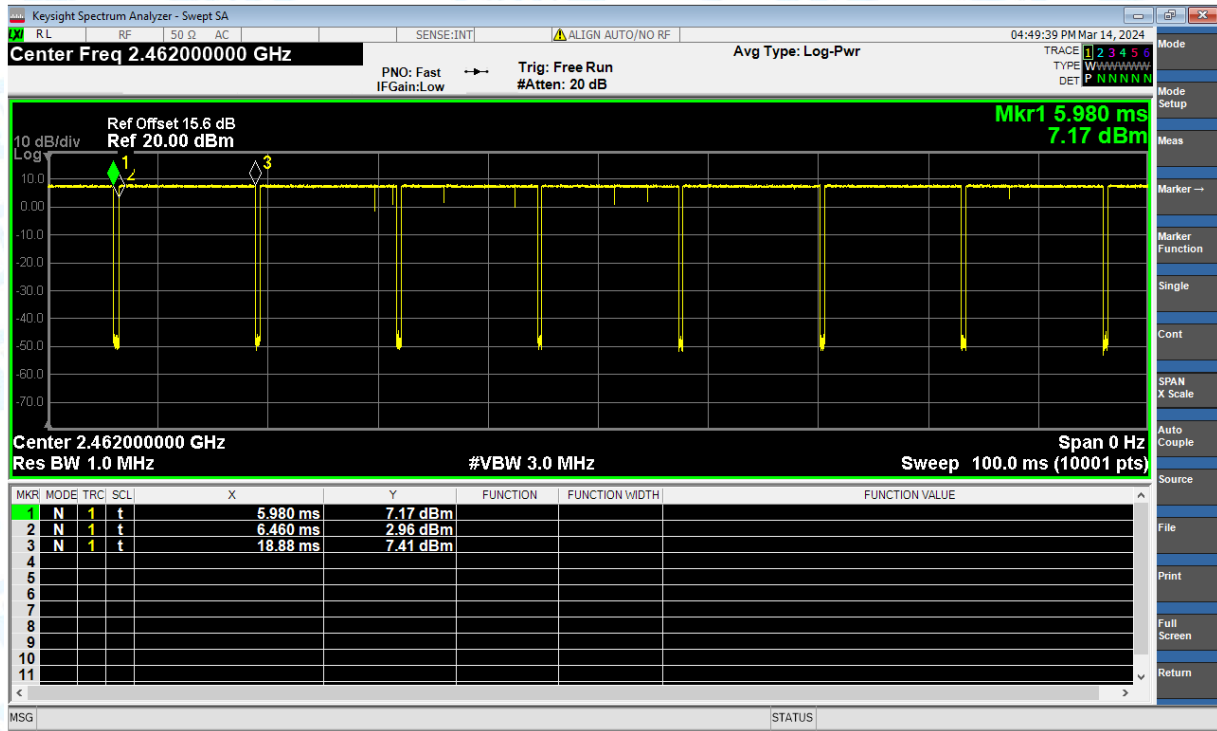 Keysight Spectrum Analyzer - Swept SA
LXI RL RF 50 Ω AC SENSE:INT ALIGN AUTO/NO RF 04:49:39 PM Mar 14, 2024
Center Freq 2.462000000 GHz
Avg Type: Log-Pwr
TRACE 1 2 3 4 5 6
PNO: Fast Trig: Free Run
TYPE WWWWWW
IFGain:Low #Atten: 20 dB
DET P N N N N N
Mkr1 5.980 ms
7.17 dBm
Ref Offset 15.6 dB
10 dB/div Ref 20.00 dBm
Log
1
2
3
10.0
0.00
-10.0
-20.0
-30.0
-40.0
-50.0
-60.0
-70.0
Center 2.462000000 GHz Span 0 Hz
Res BW 1.0 MHz #VBW 3.0 MHz Sweep 100.0 ms (10001 pts)
MKR MODE TRC SCL X Y FUNCTION FUNCTION WIDTH FUNCTION VALUE
1 N 1 t 5.980 ms 7.17 dBm
2 N 1 t 6.460 ms 2.96 dBm
3 N 1 t 18.88 ms 7.41 dBm
4
5
6
7
8
9
10
11
MSG STATUS
Mode
Mode
Setup
Meas
Marker →
Marker
Function
Single
Cont
SPAN
X Scale
Auto
Couple
Source
File
Print
Full
Screen
Return